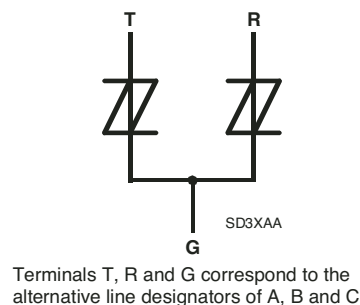 T R
SD3XAA
G
Terminals T, R and G correspond to the
alternative line designators of A, B and C